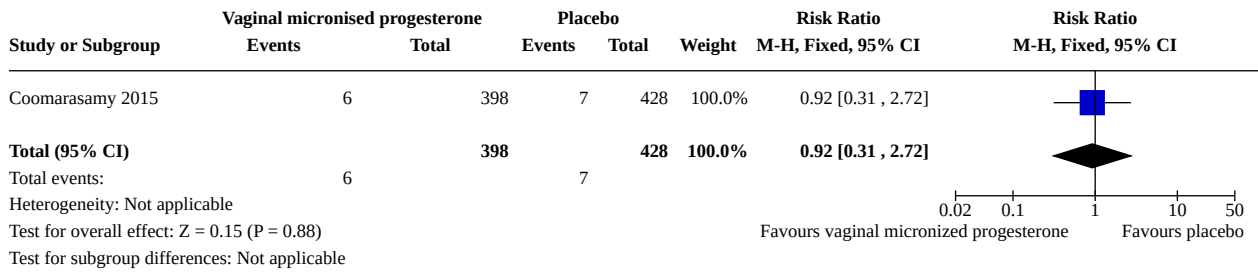 Vaginal micronised progesterone Placebo Risk Ratio Risk Ratio
Study or Subgroup Events Total Events Total Weight M-H, Fixed, 95% CI M-H, Fixed, 95% CI
Coomarasamy 2015 6 398 7 428 100.0% 0.92 [0.31 , 2.72]
Total (95% CI) 398 428 100.0% 0.92 [0.31 , 2.72]
Total events: 6 7
Heterogeneity: Not applicable
0.02 0.1 1 10 50
Test for overall effect: Z = 0.15 (P = 0.88) Favours vaginal micronized progesterone Favours placebo
Test for subgroup differences: Not applicable